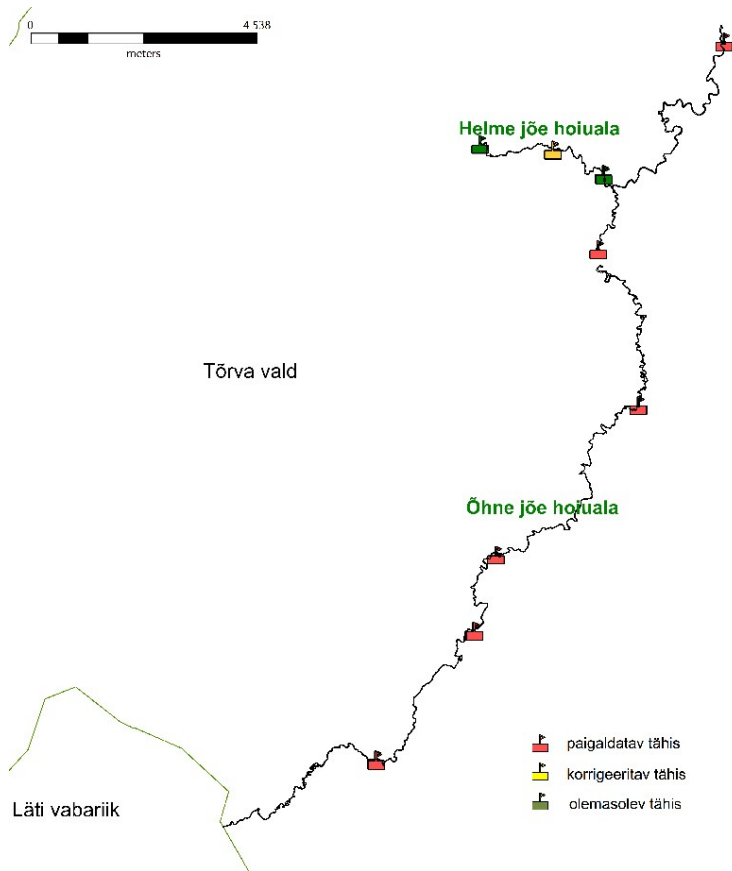 0 4 538
meters
Helme jõe hoiuala
Tõrva vald
Õhne jõe hoiuala
paigaldatav tähis
korrigeeritav tähis
Läti vabariik
olemasolev tähis